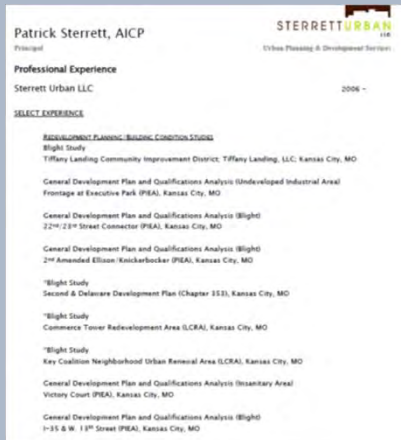 STERRETTURBAN
LLC
Patrick Sterrett, AICP
Principal
Urban Planning & Development Services
Professional Experience
Sterrett Urban LLC
2006 –
SELECT EXPERIENCE
REDEVELOPMENT PLANNING/BUILDING CONDITION STUDIES
Blight Study
Tiffany Landing Community Improvement District; Tiffany Landing, LLC; Kansas City, MO
General Development Plan and Qualifications Analysis (Undeveloped Industrial Area)
Frontage at Executive Park (PIEA), Kansas City, MO
General Development Plan and Qualifications Analysis (Blight)
22nd/23rd Street Connector (PIEA), Kansas City, MO
General Development Plan and Qualifications Analysis (Blight)
2nd Amended Ellison/Knickerbocker (PIEA), Kansas City, MO
*Blight Study
Second & Delaware Development Plan (Chapter 353), Kansas City, MO
*Blight Study
Commerce Tower Redevelopment Area (LCRA), Kansas City, MO
*Blight Study
Key Coalition Neighborhood Urban Renewal Area (LCRA), Kansas City, MO
General Development Plan and Qualifications Analysis (Insanitary Area)
Victory Court (PIEA), Kansas City, MO
General Development Plan and Qualifications Analysis (Blight)
I-35 & W. 13th Street (PIEA), Kansas City, MO